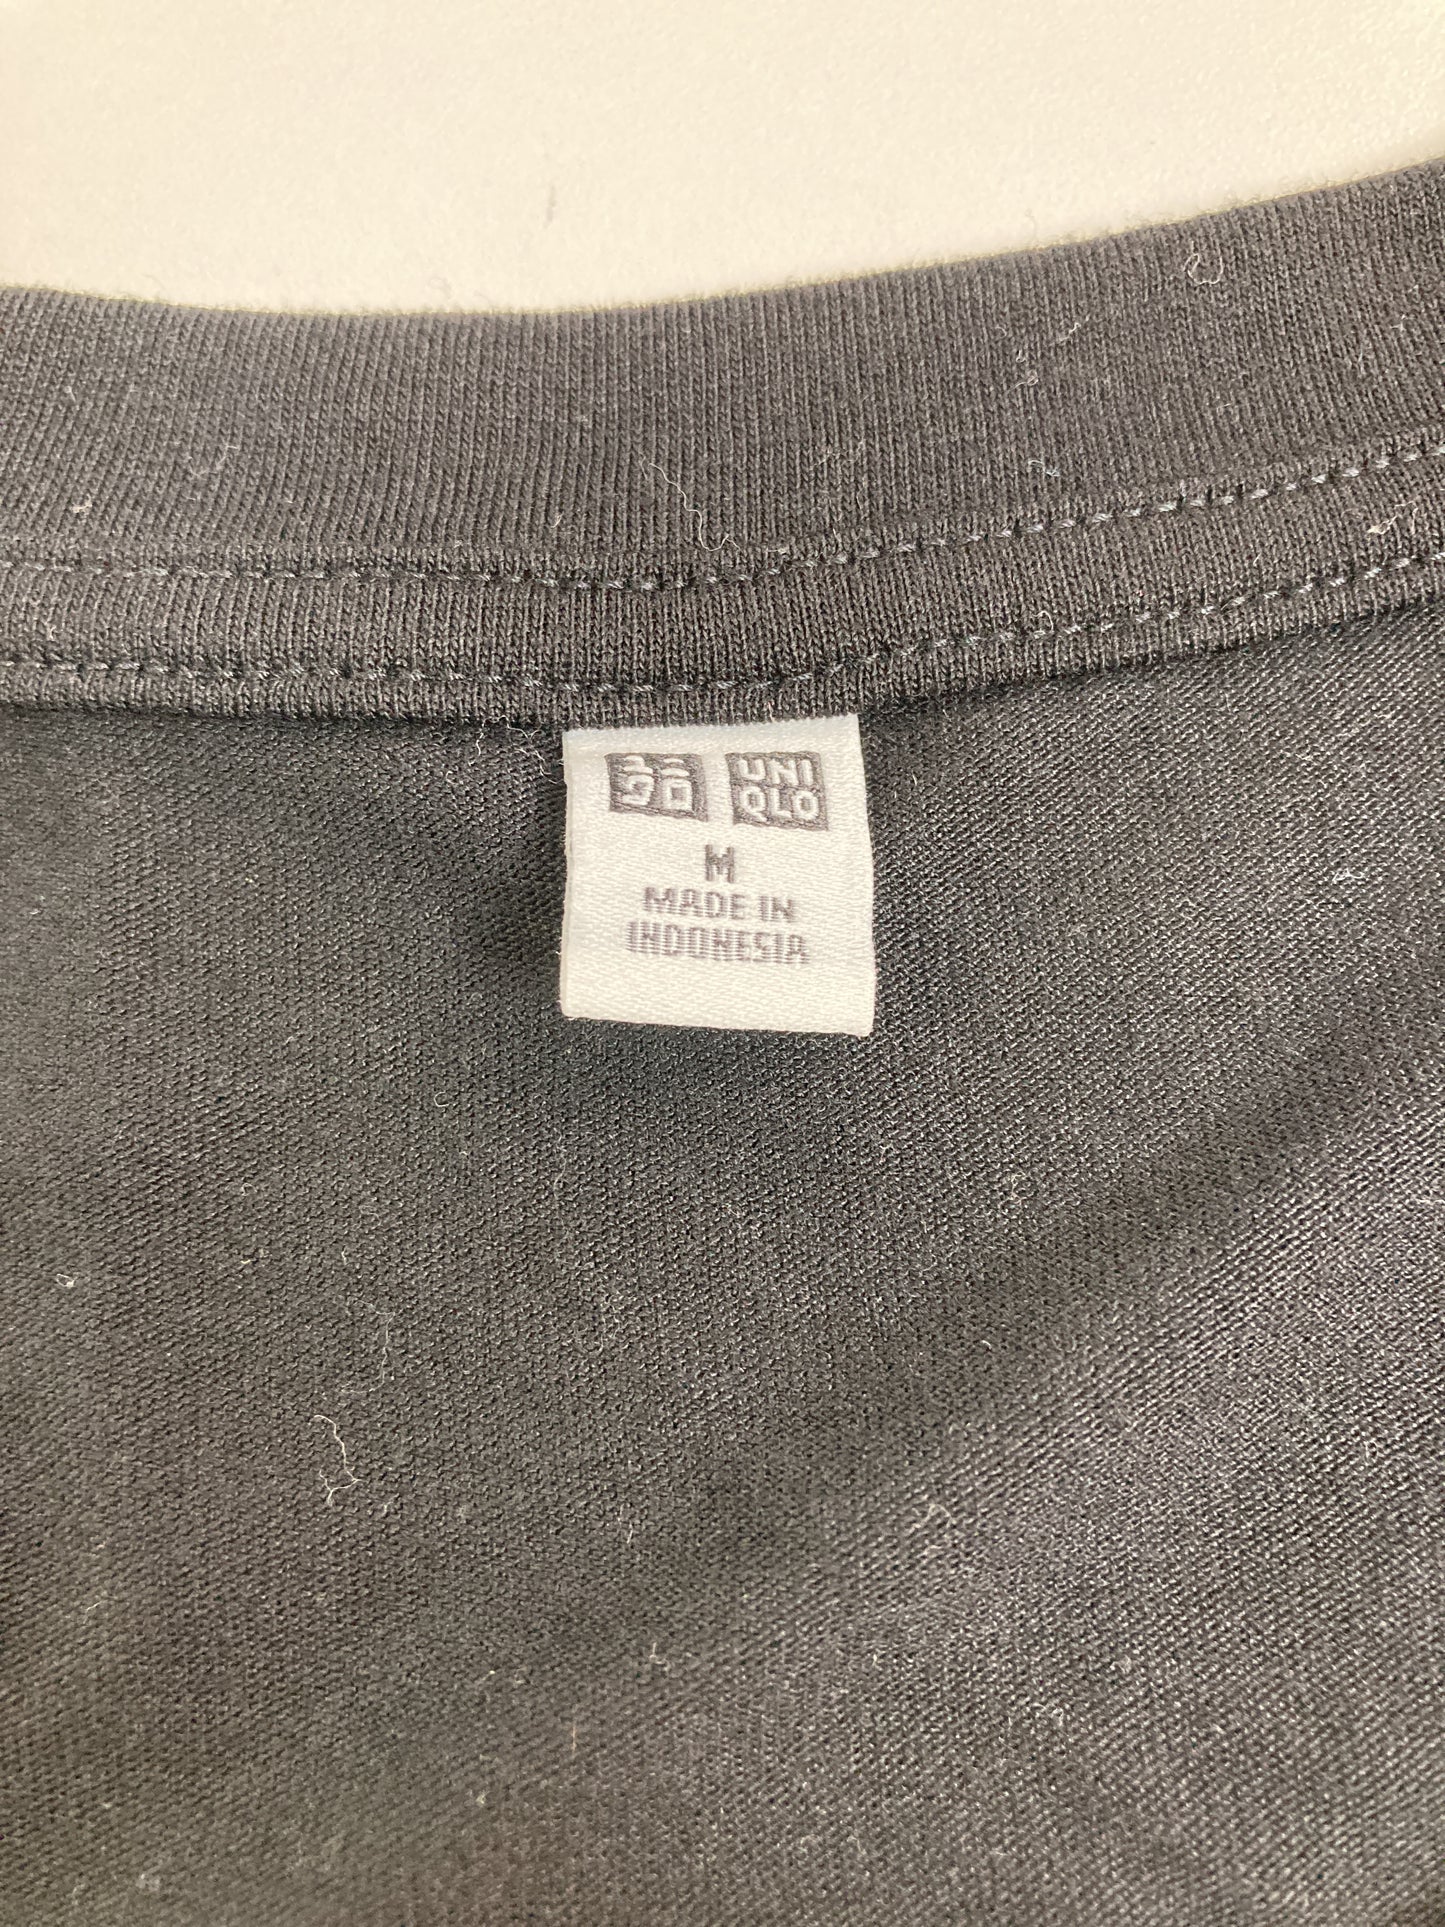 ユニ UNI
クロ QLO
M
MADE IN
INDONESIA